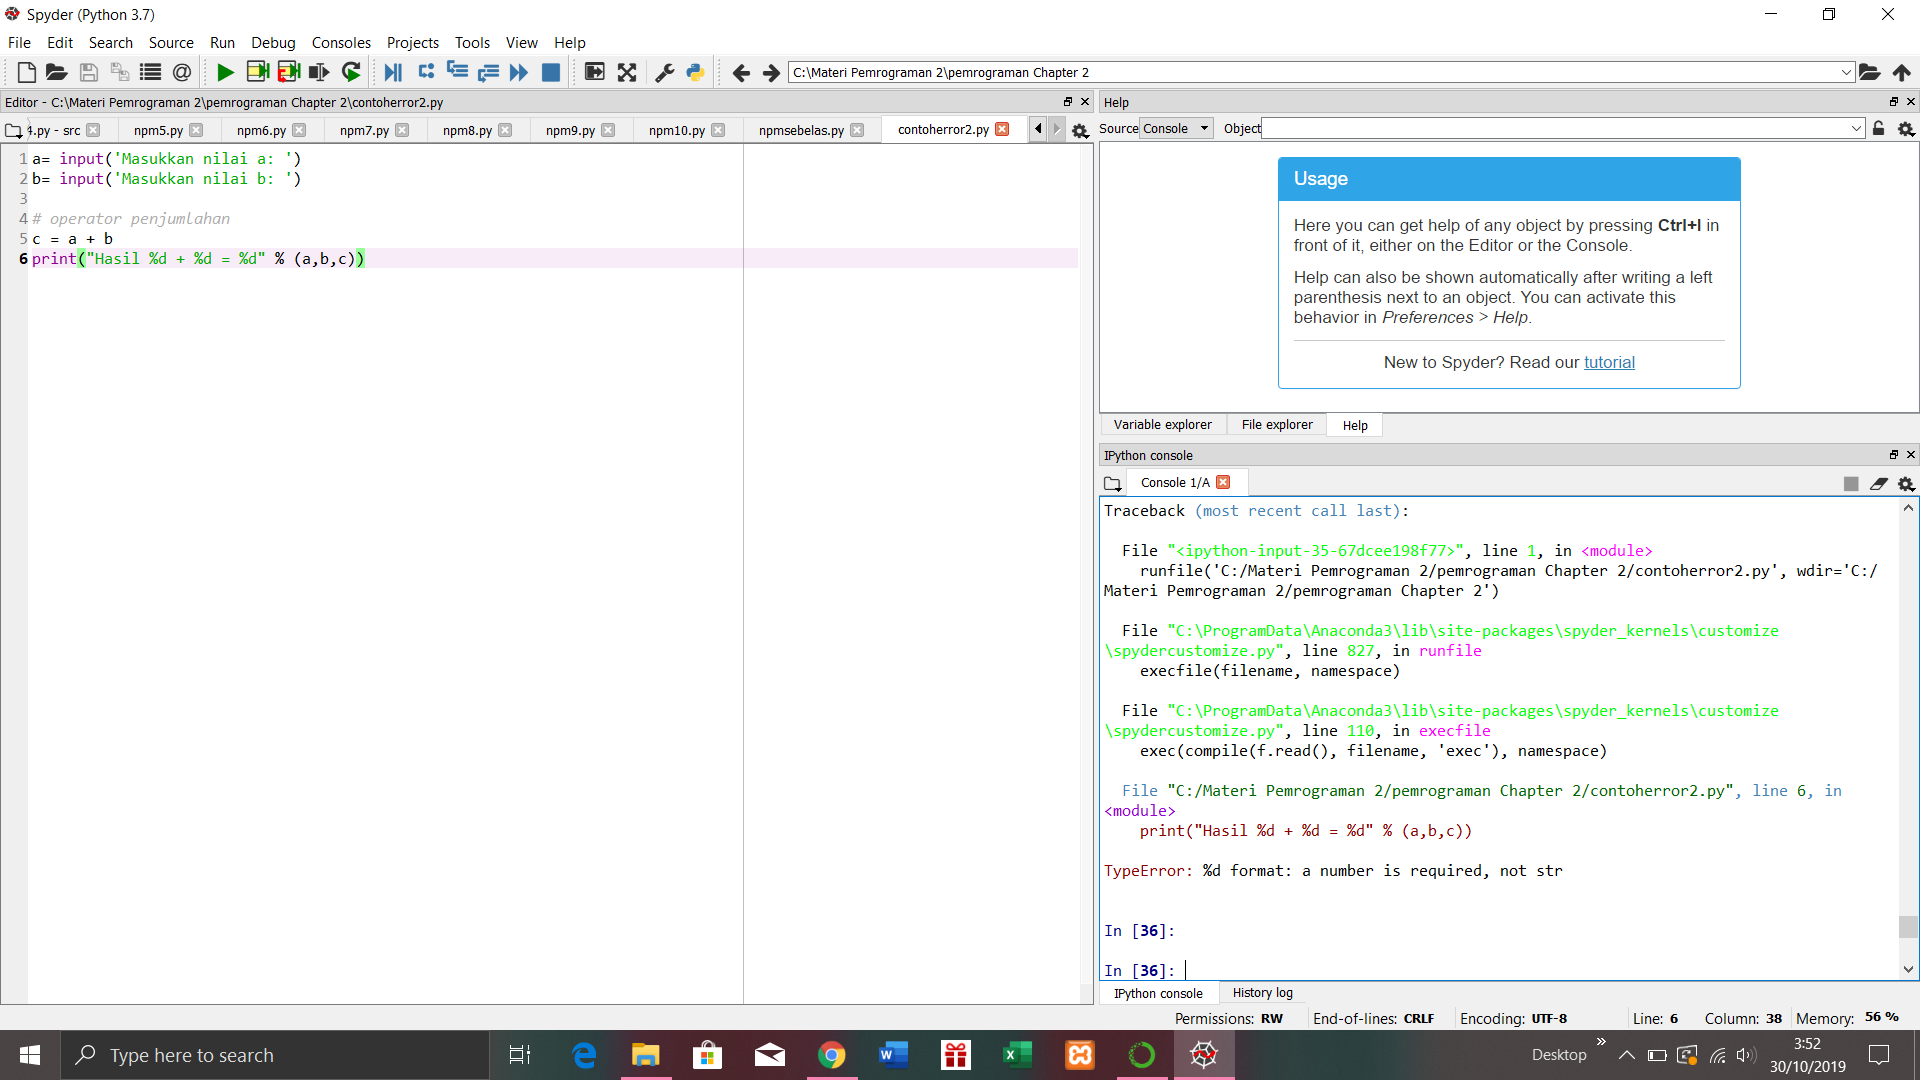 Spyder (Python 3.7)
File Edit Search Source Run Debug Consoles Projects Tools View Help
C:\Materi Pemrograman 2\pemrograman Chapter 2
Editor - C:\Materi Pemrograman 2\pemrograman Chapter 2\contoherror2.py
4.py - src npm5.py npm6.py npm7.py npm8.py npm9.py npm10.py npmsebelas.py contoherror2.py
1 a= input('Masukkan nilai a: ')
2 b= input('Masukkan nilai b: ')
3
4 # operator penjumlahan
5 c = a + b
6 print("Hasil %d + %d = %d" % (a,b,c))
Help
Source Console Object
Usage
Here you can get help of any object by pressing Ctrl+I in
front of it, either on the Editor or the Console.
Help can also be shown automatically after writing a left
parenthesis next to an object. You can activate this
behavior in Preferences > Help.
New to Spyder? Read our tutorial
Variable explorer File explorer Help
IPython console
Console 1/A
Traceback (most recent call last):
File "<ipython-input-35-67dcee198f77>", line 1, in <module>
runfile('C:/Materi Pemrograman 2/pemrograman Chapter 2/contoherror2.py', wdir='C:/
Materi Pemrograman 2/pemrograman Chapter 2')
File "C:\ProgramData\Anaconda3\lib\site-packages\spyder_kernels\customize
\spydercustomize.py", line 827, in runfile
execfile(filename, namespace)
File "C:\ProgramData\Anaconda3\lib\site-packages\spyder_kernels\customize
\spydercustomize.py", line 110, in execfile
exec(compile(f.read(), filename, 'exec'), namespace)
File "C:/Materi Pemrograman 2/pemrograman Chapter 2/contoherror2.py", line 6, in
<module>
print("Hasil %d + %d = %d" % (a,b,c))
TypeError: %d format: a number is required, not str
In [36]:
In [36]:
IPython console History log
Permissions: RW End-of-lines: CRLF Encoding: UTF-8 Line: 6 Column: 38 Memory: 56 %
Type here to search
Desktop
3:52
30/10/2019